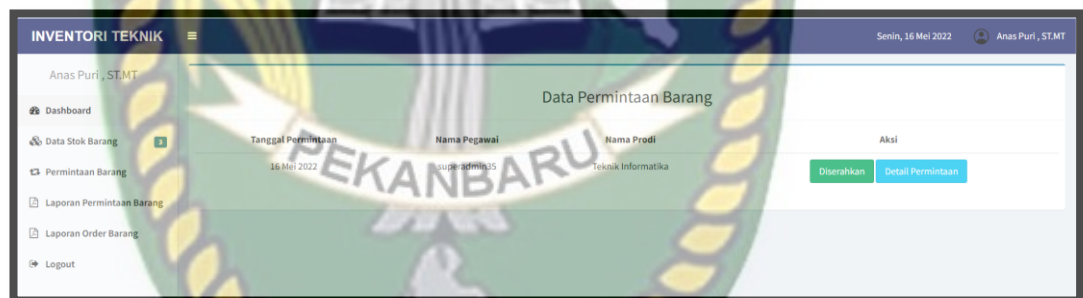 INVENTORI TEKNIK
Senin, 16 Mei 2022
Anas Puri , ST.MT
Anas Puri , ST.MT
Dashboard
Data Stok Barang 3
Permintaan Barang
Laporan Permintaan Barang
Laporan Order Barang
Logout
Data Permintaan Barang
Tanggal Permintaan Nama Pegawai Nama Prodi Aksi
16 Mei 2022 superadmin35 Teknik Informatika Diserahkan Detail Permintaan
PEKANBARU